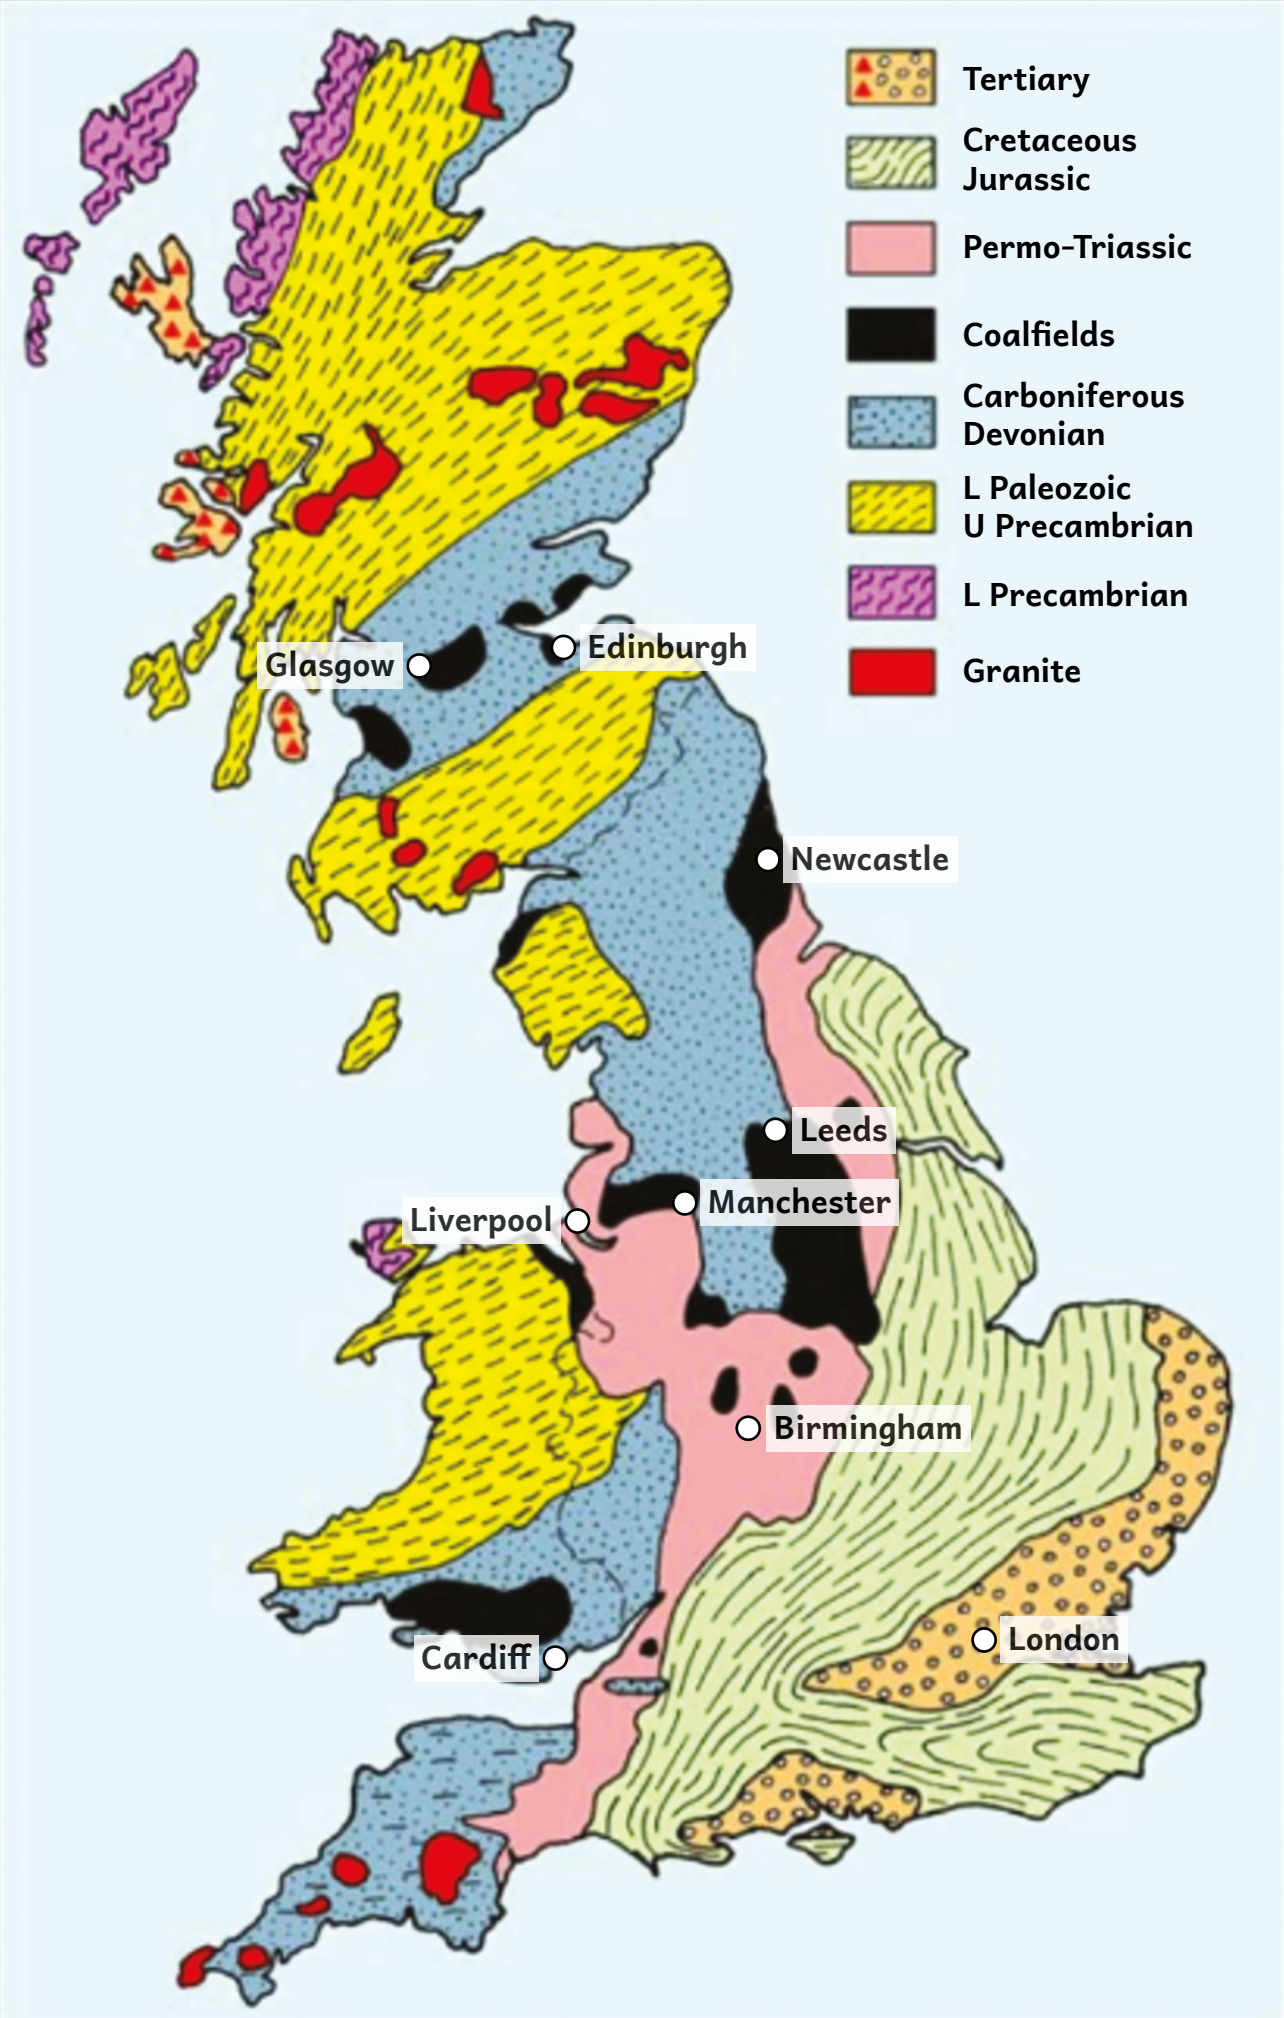 Tertiary
Cretaceous
Jurassic
Permo-Triassic
Coalfields
Carboniferous
Devonian
L Paleozoic
U Precambrian
L Precambrian
Granite
Glasgow
Edinburgh
Newcastle
Leeds
Manchester
Liverpool
Birmingham
London
Cardiff